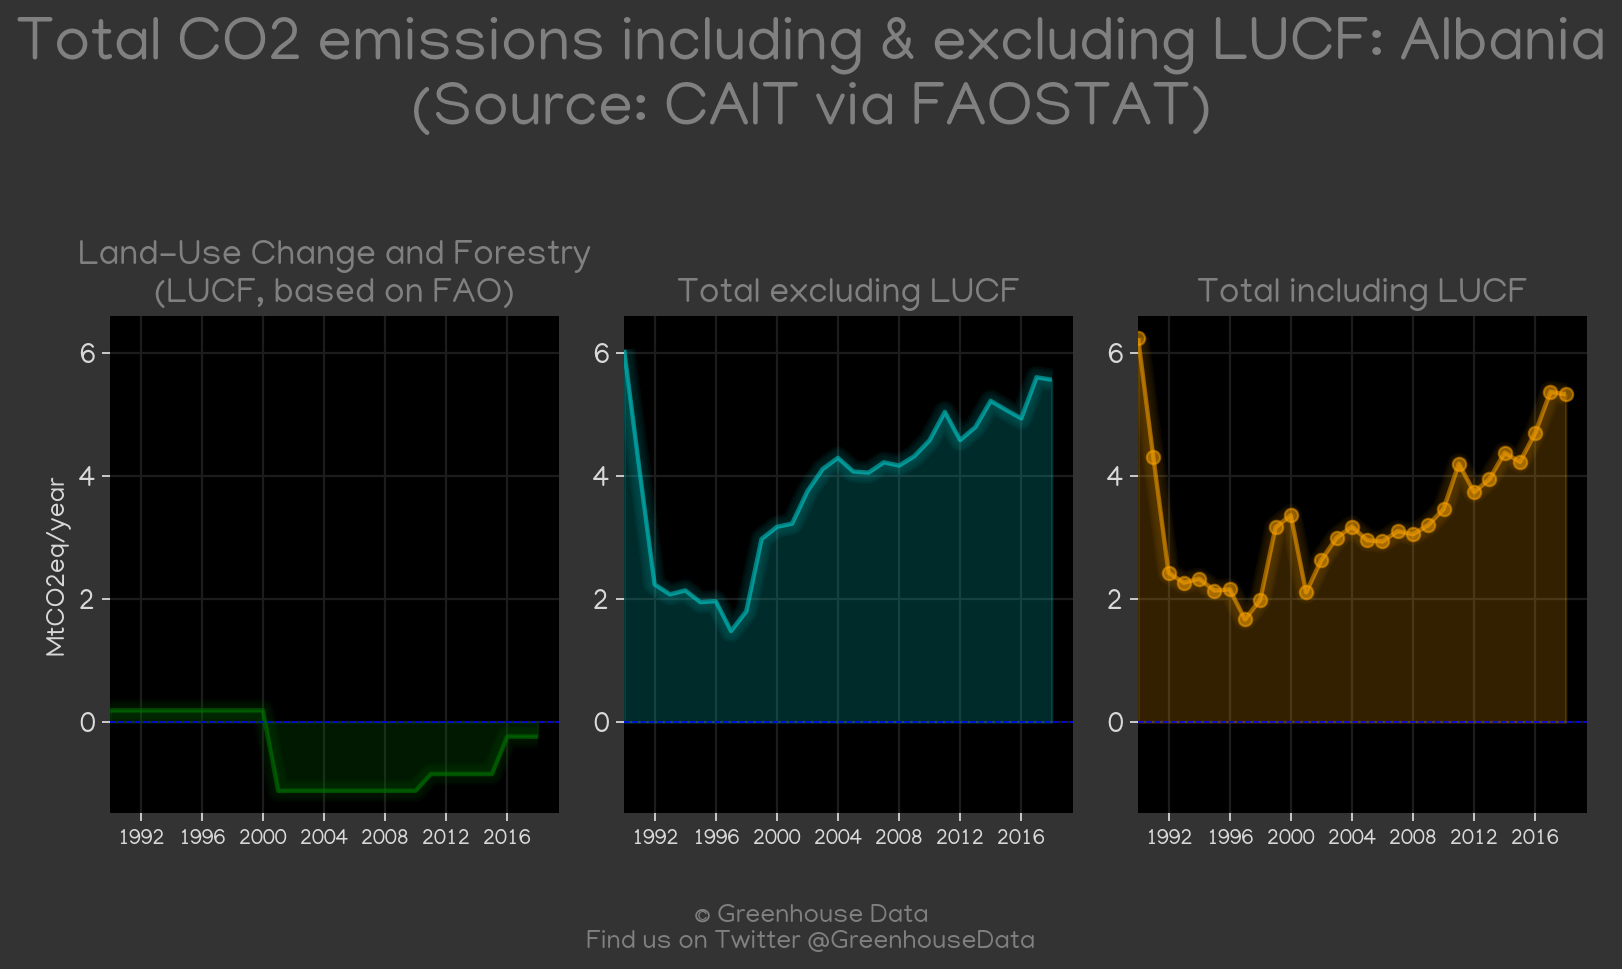 Total CO2 emissions including & excluding LUCF: Albania
(Source: CAIT via FAOSTAT)
Land-Use Change and Forestry
(LUCF, based on FAO)
Total excluding LUCF
Total including LUCF
MtCO2eq/year
6
4
2
0
1992 1996 2000 2004 2008 2012 2016
6
4
2
0
1992 1996 2000 2004 2008 2012 2016
6
4
2
0
1992 1996 2000 2004 2008 2012 2016
© Greenhouse Data
Find us on Twitter @GreenhouseData